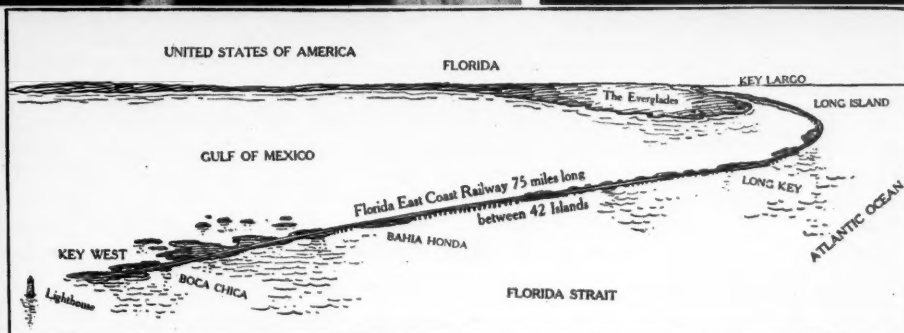 UNITED STATES OF AMERICA
FLORIDA
KEY LARGO
The Everglades
LONG ISLAND
GULF OF MEXICO
Florida East Coast Railway 75 miles long
between 42 Islands
LONG KEY
ATLANTIC OCEAN
BAHIA HONDA
KEY WEST
BOCA CHICA
Lighthouse
FLORIDA STRAIT